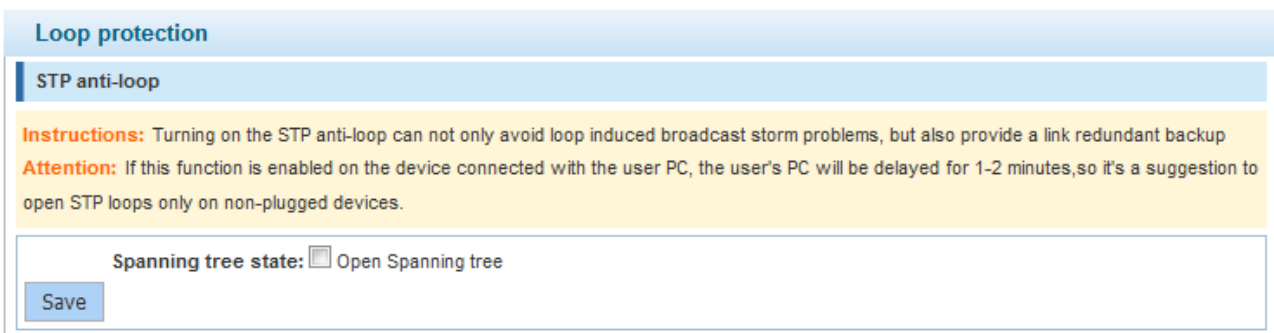 Loop protection
STP anti-loop
Instructions: Turning on the STP anti-loop can not only avoid loop induced broadcast storm problems, but also provide a link redundant backup
Attention: If this function is enabled on the device connected with the user PC, the user's PC will be delayed for 1-2 minutes,so it's a suggestion to
open STP loops only on non-plugged devices.
Spanning tree state: Open Spanning tree
Save